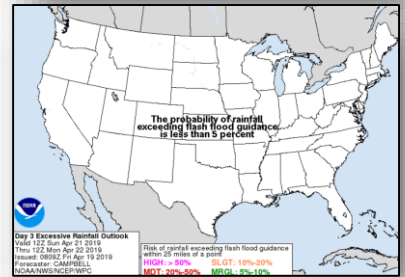 The probability of rainfall
exceeding flash flood guidance
is less than 5 percent
NOAA
Day 3 Excessive Rainfall Outlook
Valid 12Z Sun Apr 21 2019
Thru 12Z Mon Apr 22 2019
Issued: 0809Z Fri Apr 19 2019
Forecaster: CAMPBELL
NOAA/NWS/NCEP/WPC
Risk of rainfall exceeding flash flood guidance
within 25 miles of a point
HIGH: > 50% SLGT: 10%-20%
MDT: 20%-50% MRGL: 5%-10%